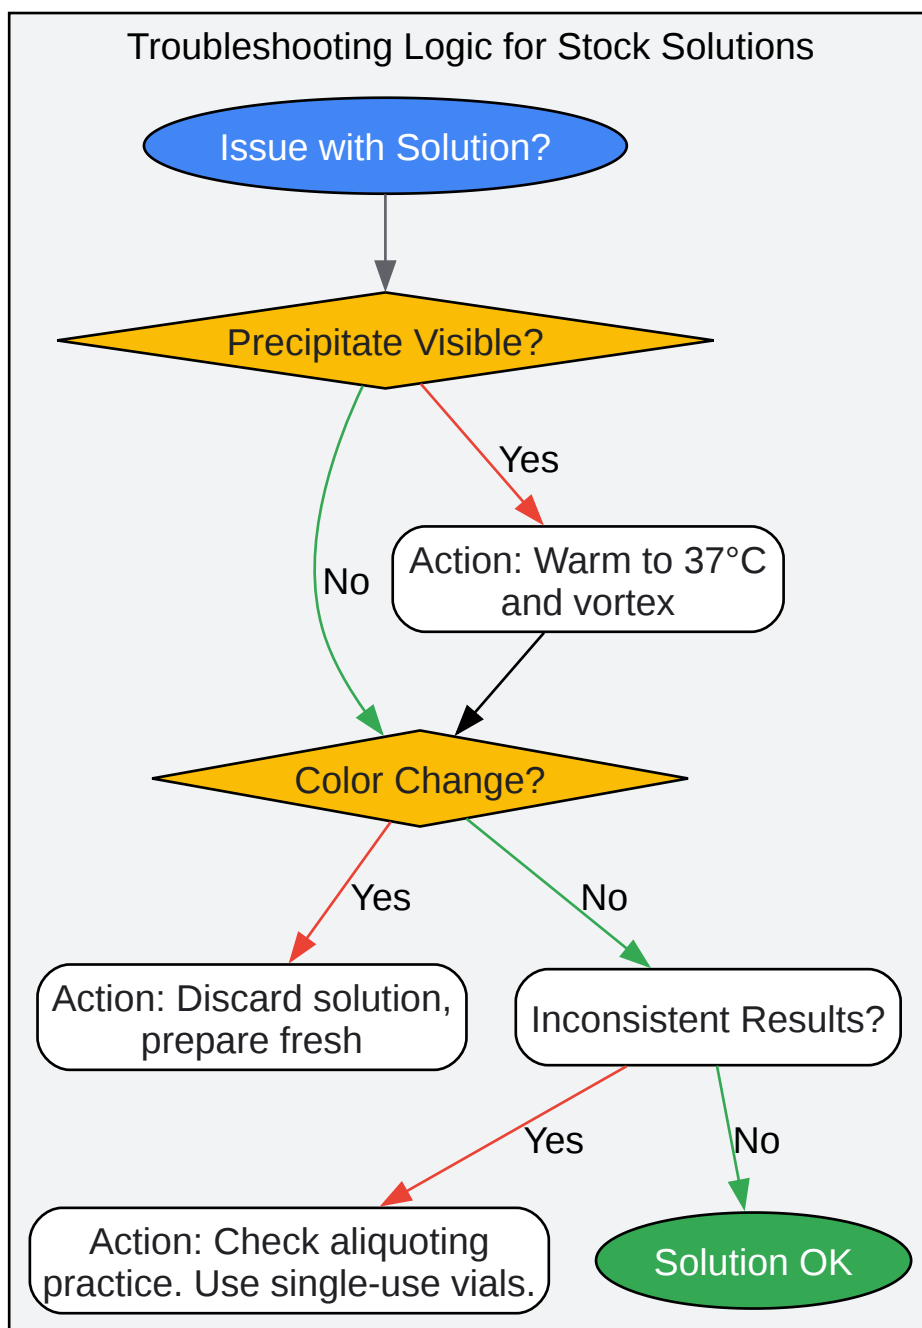 Troubleshooting Logic for Stock Solutions
Issue with Solution?
Precipitate Visible?
Yes
Action: Warm to 37°C
and vortex
No
Color Change?
Yes
No
Action: Discard solution,
prepare fresh
Inconsistent Results?
Yes
No
Action: Check aliquoting
practice. Use single-use vials.
Solution OK